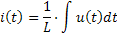 i(t) = 1/L · ∫ u(t)dt